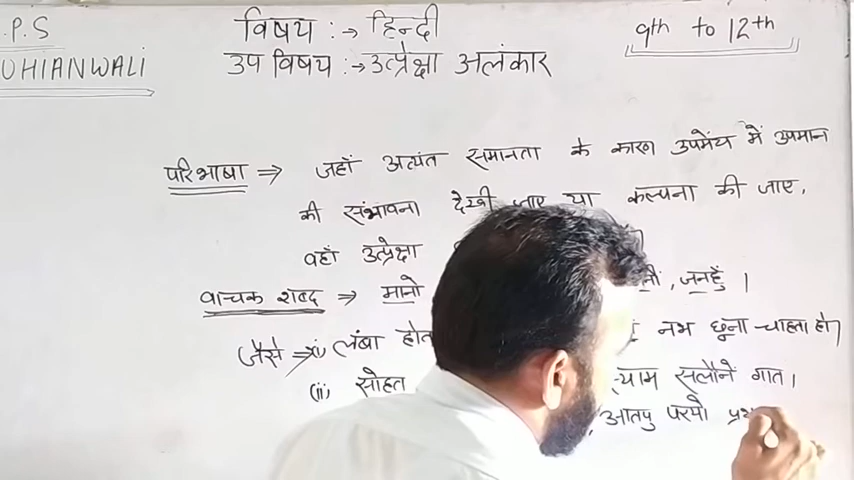 .P.S
विषय :→ हिन्दी
9th to 12th
UHIANWALI
उप विषय :→ उत्प्रेक्षा अलंकार
परिभाषा ⇒ जहाँ अत्यंत समानता के कारण उपमेय में उपमान
की संभावना देखी जाए या कल्पना की जाए,
वहाँ उत्प्रेक्षा
वाचक शब्द ⇒ मानो , जनहुँ ।
जैसे ⇒ (i) लंबा होत नभ छूना चाहता हो
(ii) सोहत श्याम सलौने गात।
आतपु परयो